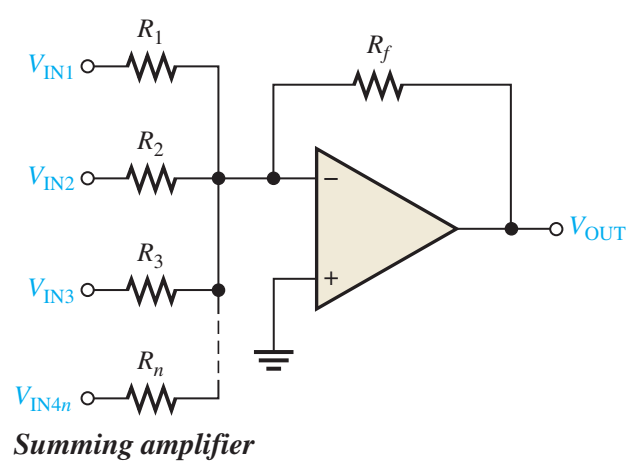 R1
VIN1
Rf
R2
VIN2
−
VOUT
R3
VIN3
+
Rn
VIN4n
Summing amplifier